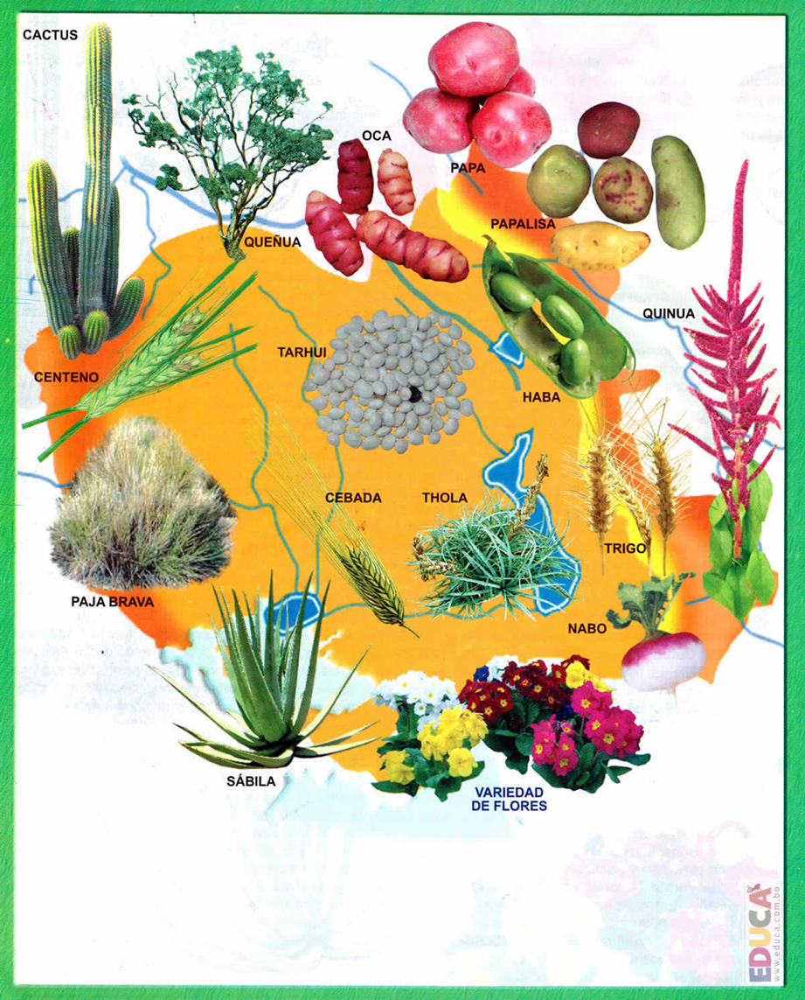 CACTUS
OCA
PAPA
QUEÑUA
PAPALISA
QUINUA
TARHUI
CENTENO
HABA
CEBADA
THOLA
TRIGO
PAJA BRAVA
NABO
SÁBILA
VARIEDAD
DE FLORES
EDUCA
www.educa.com.bo